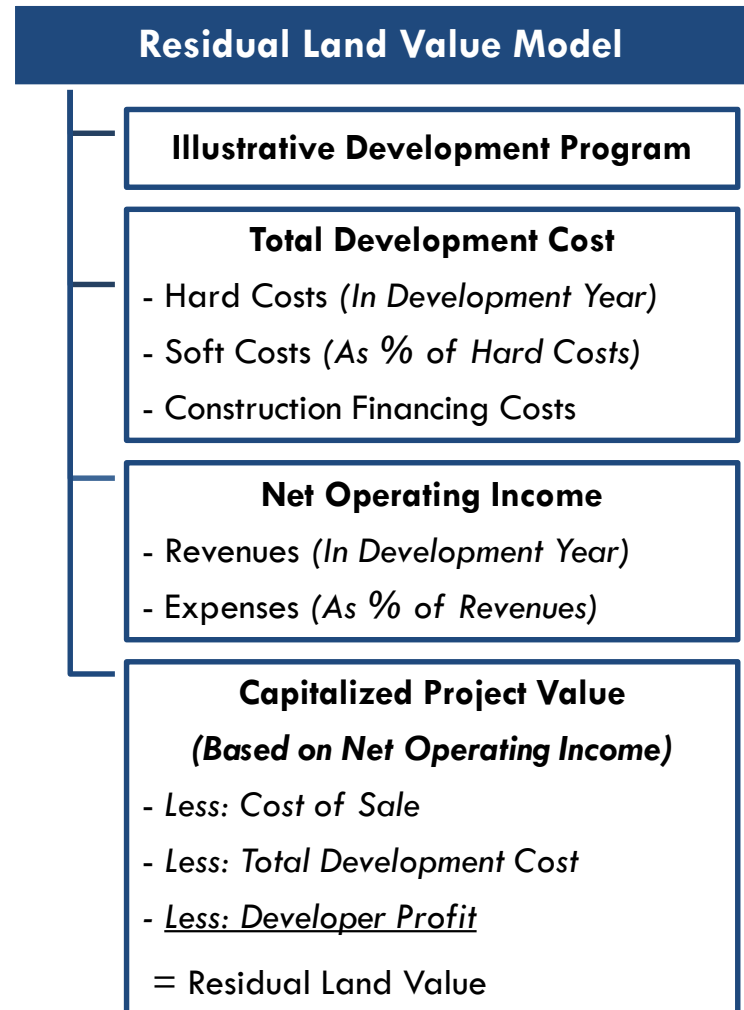 Residual Land Value Model
Illustrative Development Program
Total Development Cost
- Hard Costs (In Development Year)
- Soft Costs (As % of Hard Costs)
- Construction Financing Costs
Net Operating Income
- Revenues (In Development Year)
- Expenses (As % of Revenues)
Capitalized Project Value
(Based on Net Operating Income)
- Less: Cost of Sale
- Less: Total Development Cost
- Less: Developer Profit
= Residual Land Value